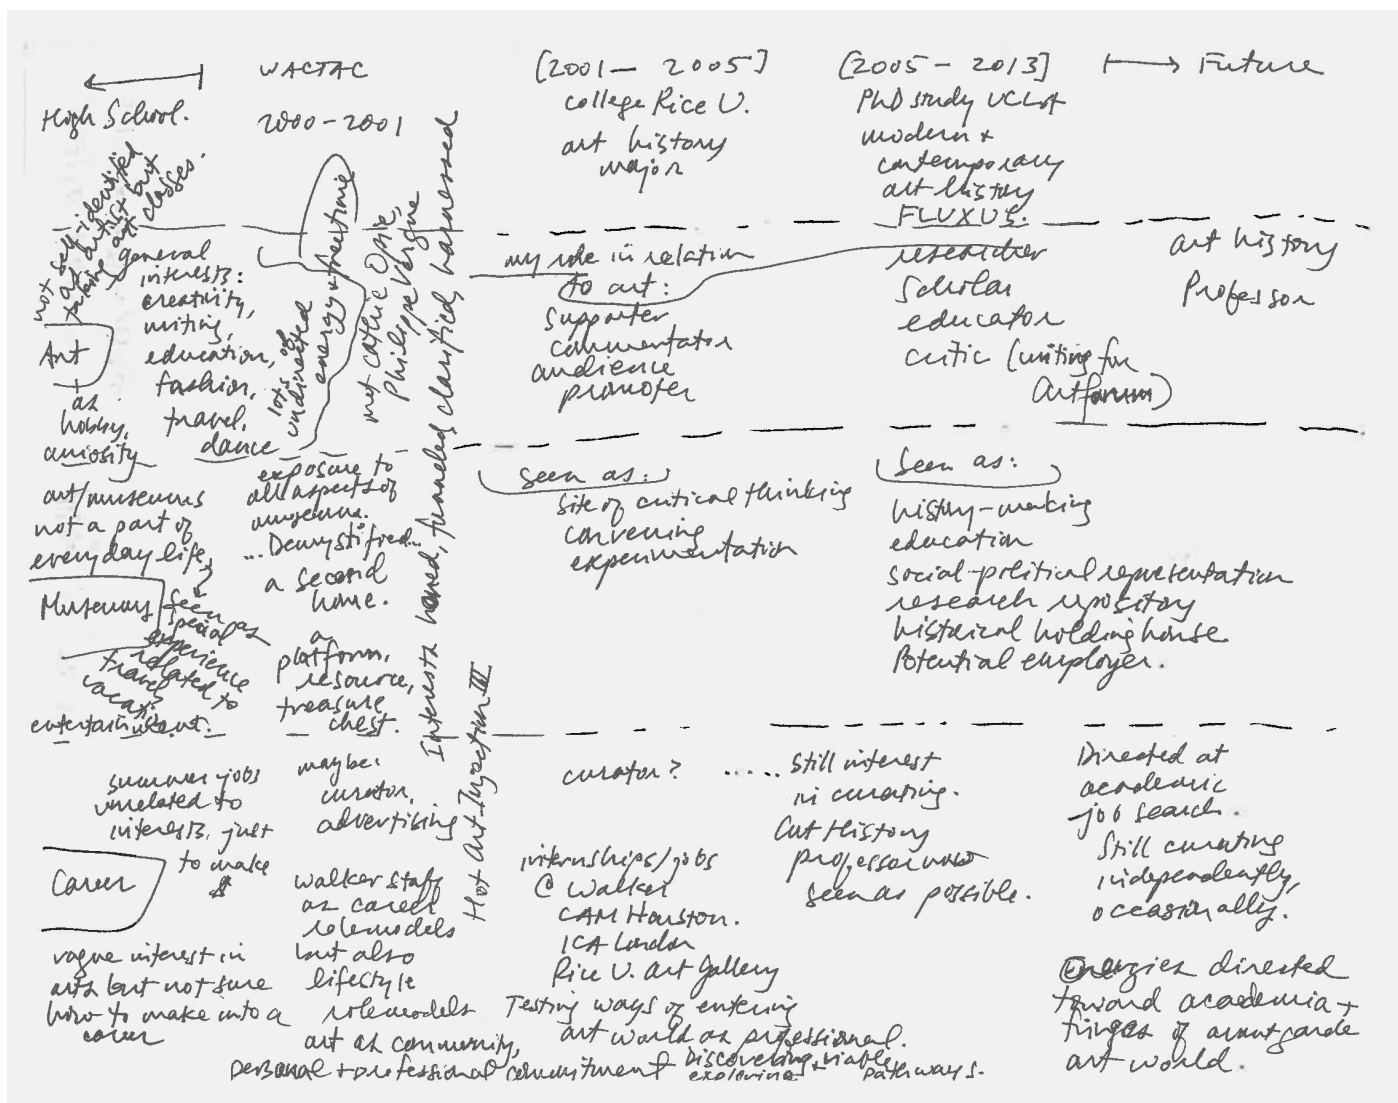 High School.
WACTAC
2000-2001
[2001 - 2005]
college Rice U.
art history
major
[2005 - 2013]
PhD study UCLA
modern +
contemporary
art history
FLUXUS.
Future
not self-identified
as artist but
taking art classes.
Art
as
hobby,
curiosity
general
interests:
creativity,
writing,
education,
fashion,
travel,
dance
lots of
undirected
energy + freetime
met Cathie Opie,
Philippe Vergne
Interests honed, funneled, clarified, harnessed
Hot Art Injection III
my role in relation
to art:
supporter
commentator
audience
promoter
researcher
scholar
educator
critic (writing for
Artforum)
art history
Professor
art/museums
not a part of
everyday life,
Museums
seen as
special
experience
related to
travel
vacat?
entertainment.
exposure to
all aspects of
museum.
...Demystified...
a second
home.
a
platform,
resource,
treasure
chest.
seen as:
site of critical thinking
convening
experimentation
Seen as:
history-making
education
social-political representation
research repository
historical holding house
Potential employer.
summer jobs
unrelated to
interests, just
to make
$
Career
vague interest in
arts but not sure
how to make into a
career
maybe:
curator,
advertising
walker staff
as career
rolemodels
but also
lifestyle
rolemodels
art as community,
personal + professional commitment
curator? .....
internships/jobs
@ Walker
CAM Houston.
ICA London
Rice U. Art Gallery
Testing ways of entering
art world as professional.
Discovering viable
exploring + pathways.
Still interest
in curating.
History
professor now
seen as possible.
Directed at
academic
job search.
Still curating
independently,
occasionally.
Energies directed
toward academia +
fringes of avantgarde
art world.